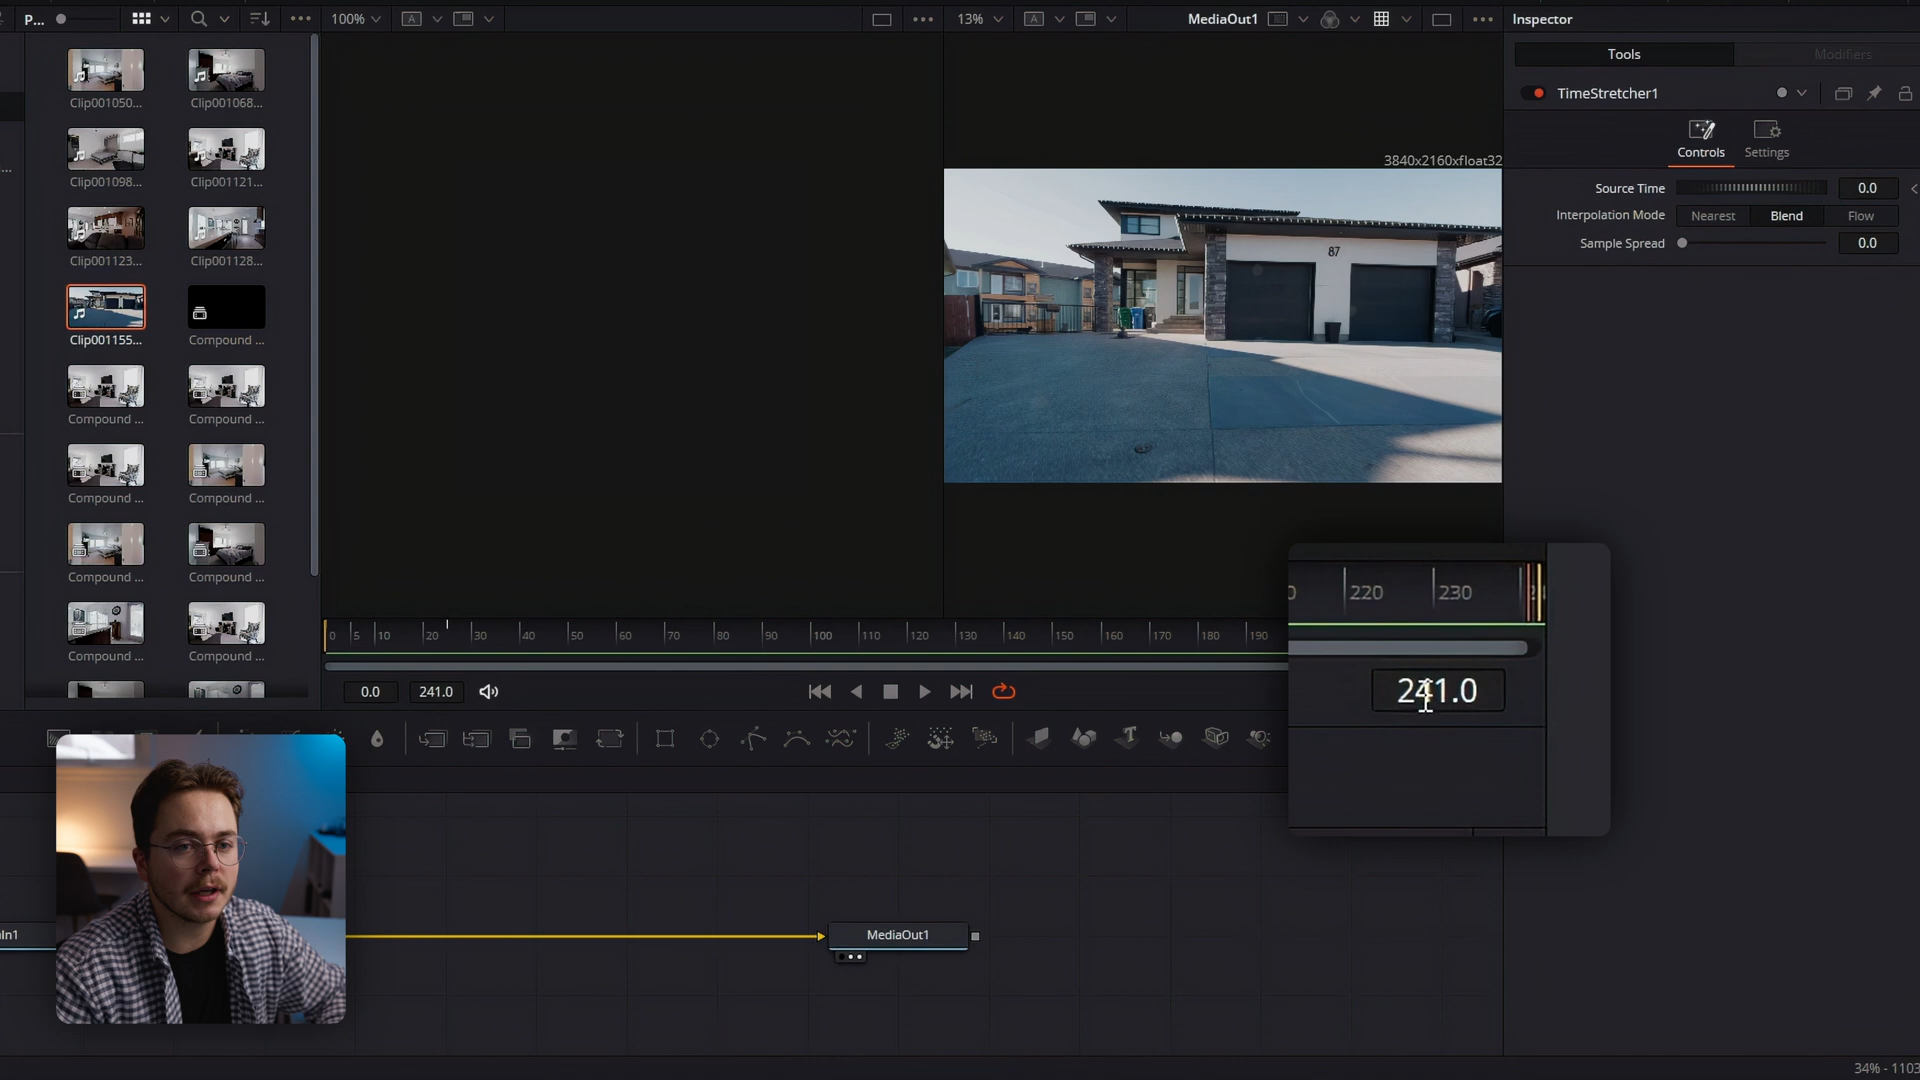 P...
100%
A
13%
A
MediaOut1
Inspector
Tools
Modifiers
TimeStretcher1
Controls
Settings
Source Time
0.0
Interpolation Mode
Nearest
Blend
Flow
Sample Spread
0.0
Clip001050...
Clip001068...
Clip001098...
Clip001121...
Clip001123...
Clip001128...
Clip001155...
Compound ...
Compound ...
Compound ...
Compound ...
Compound ...
Compound ...
Compound ...
Compound ...
Compound ...
3840x2160xfloat32
87
0 5 10 20 30 40 50 60 70 80 90 100 110 120 130 140 150 160 170 180 190
220 230
0.0
241.0
241.0
T
In1
MediaOut1
34% - 1103